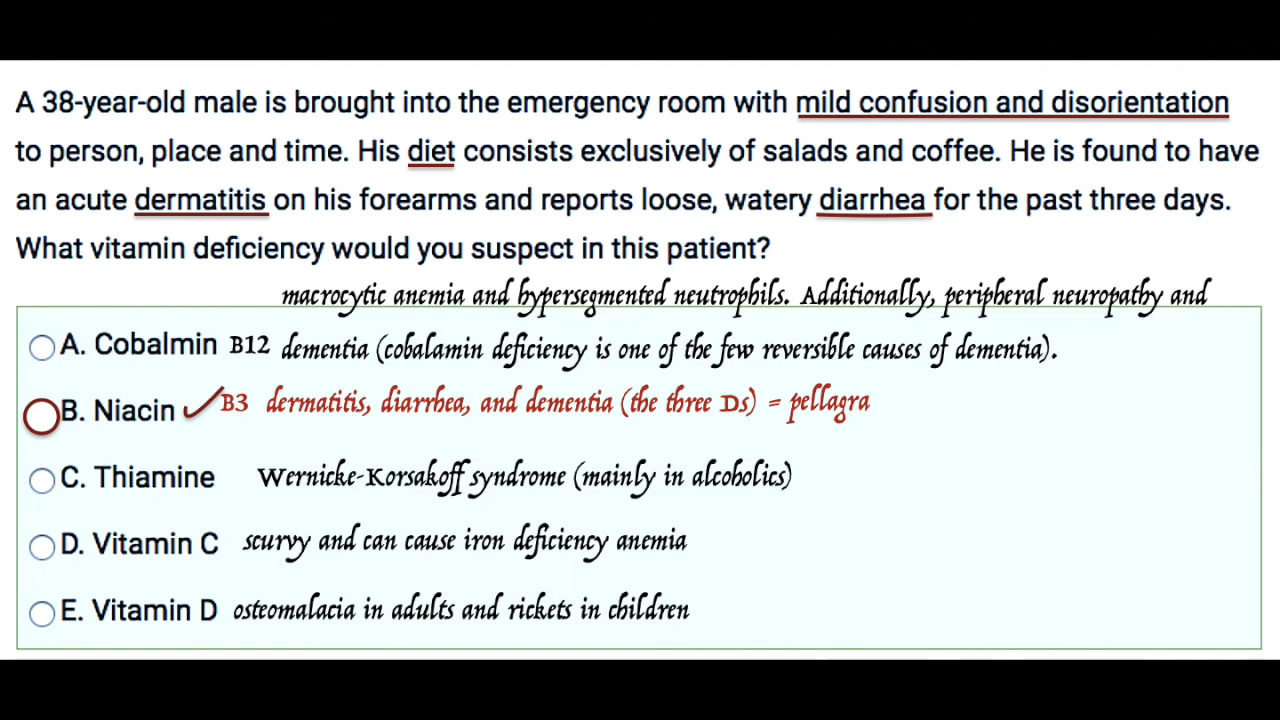 A 38-year-old male is brought into the emergency room with mild confusion and disorientation
to person, place and time. His diet consists exclusively of salads and coffee. He is found to have
an acute dermatitis on his forearms and reports loose, watery diarrhea for the past three days.
What vitamin deficiency would you suspect in this patient?
macrocytic anemia and hypersegmented neutrophils. Additionally, peripheral neuropathy and
A. Cobalmin B12 dementia (cobalamin deficiency is one of the few reversible causes of dementia).
B. Niacin B3 dermatitis, diarrhea, and dementia (the three Ds) = pellagra
C. Thiamine Wernicke-Korsakoff syndrome (mainly in alcoholics)
D. Vitamin C scurvy and can cause iron deficiency anemia
E. Vitamin D osteomalacia in adults and rickets in children